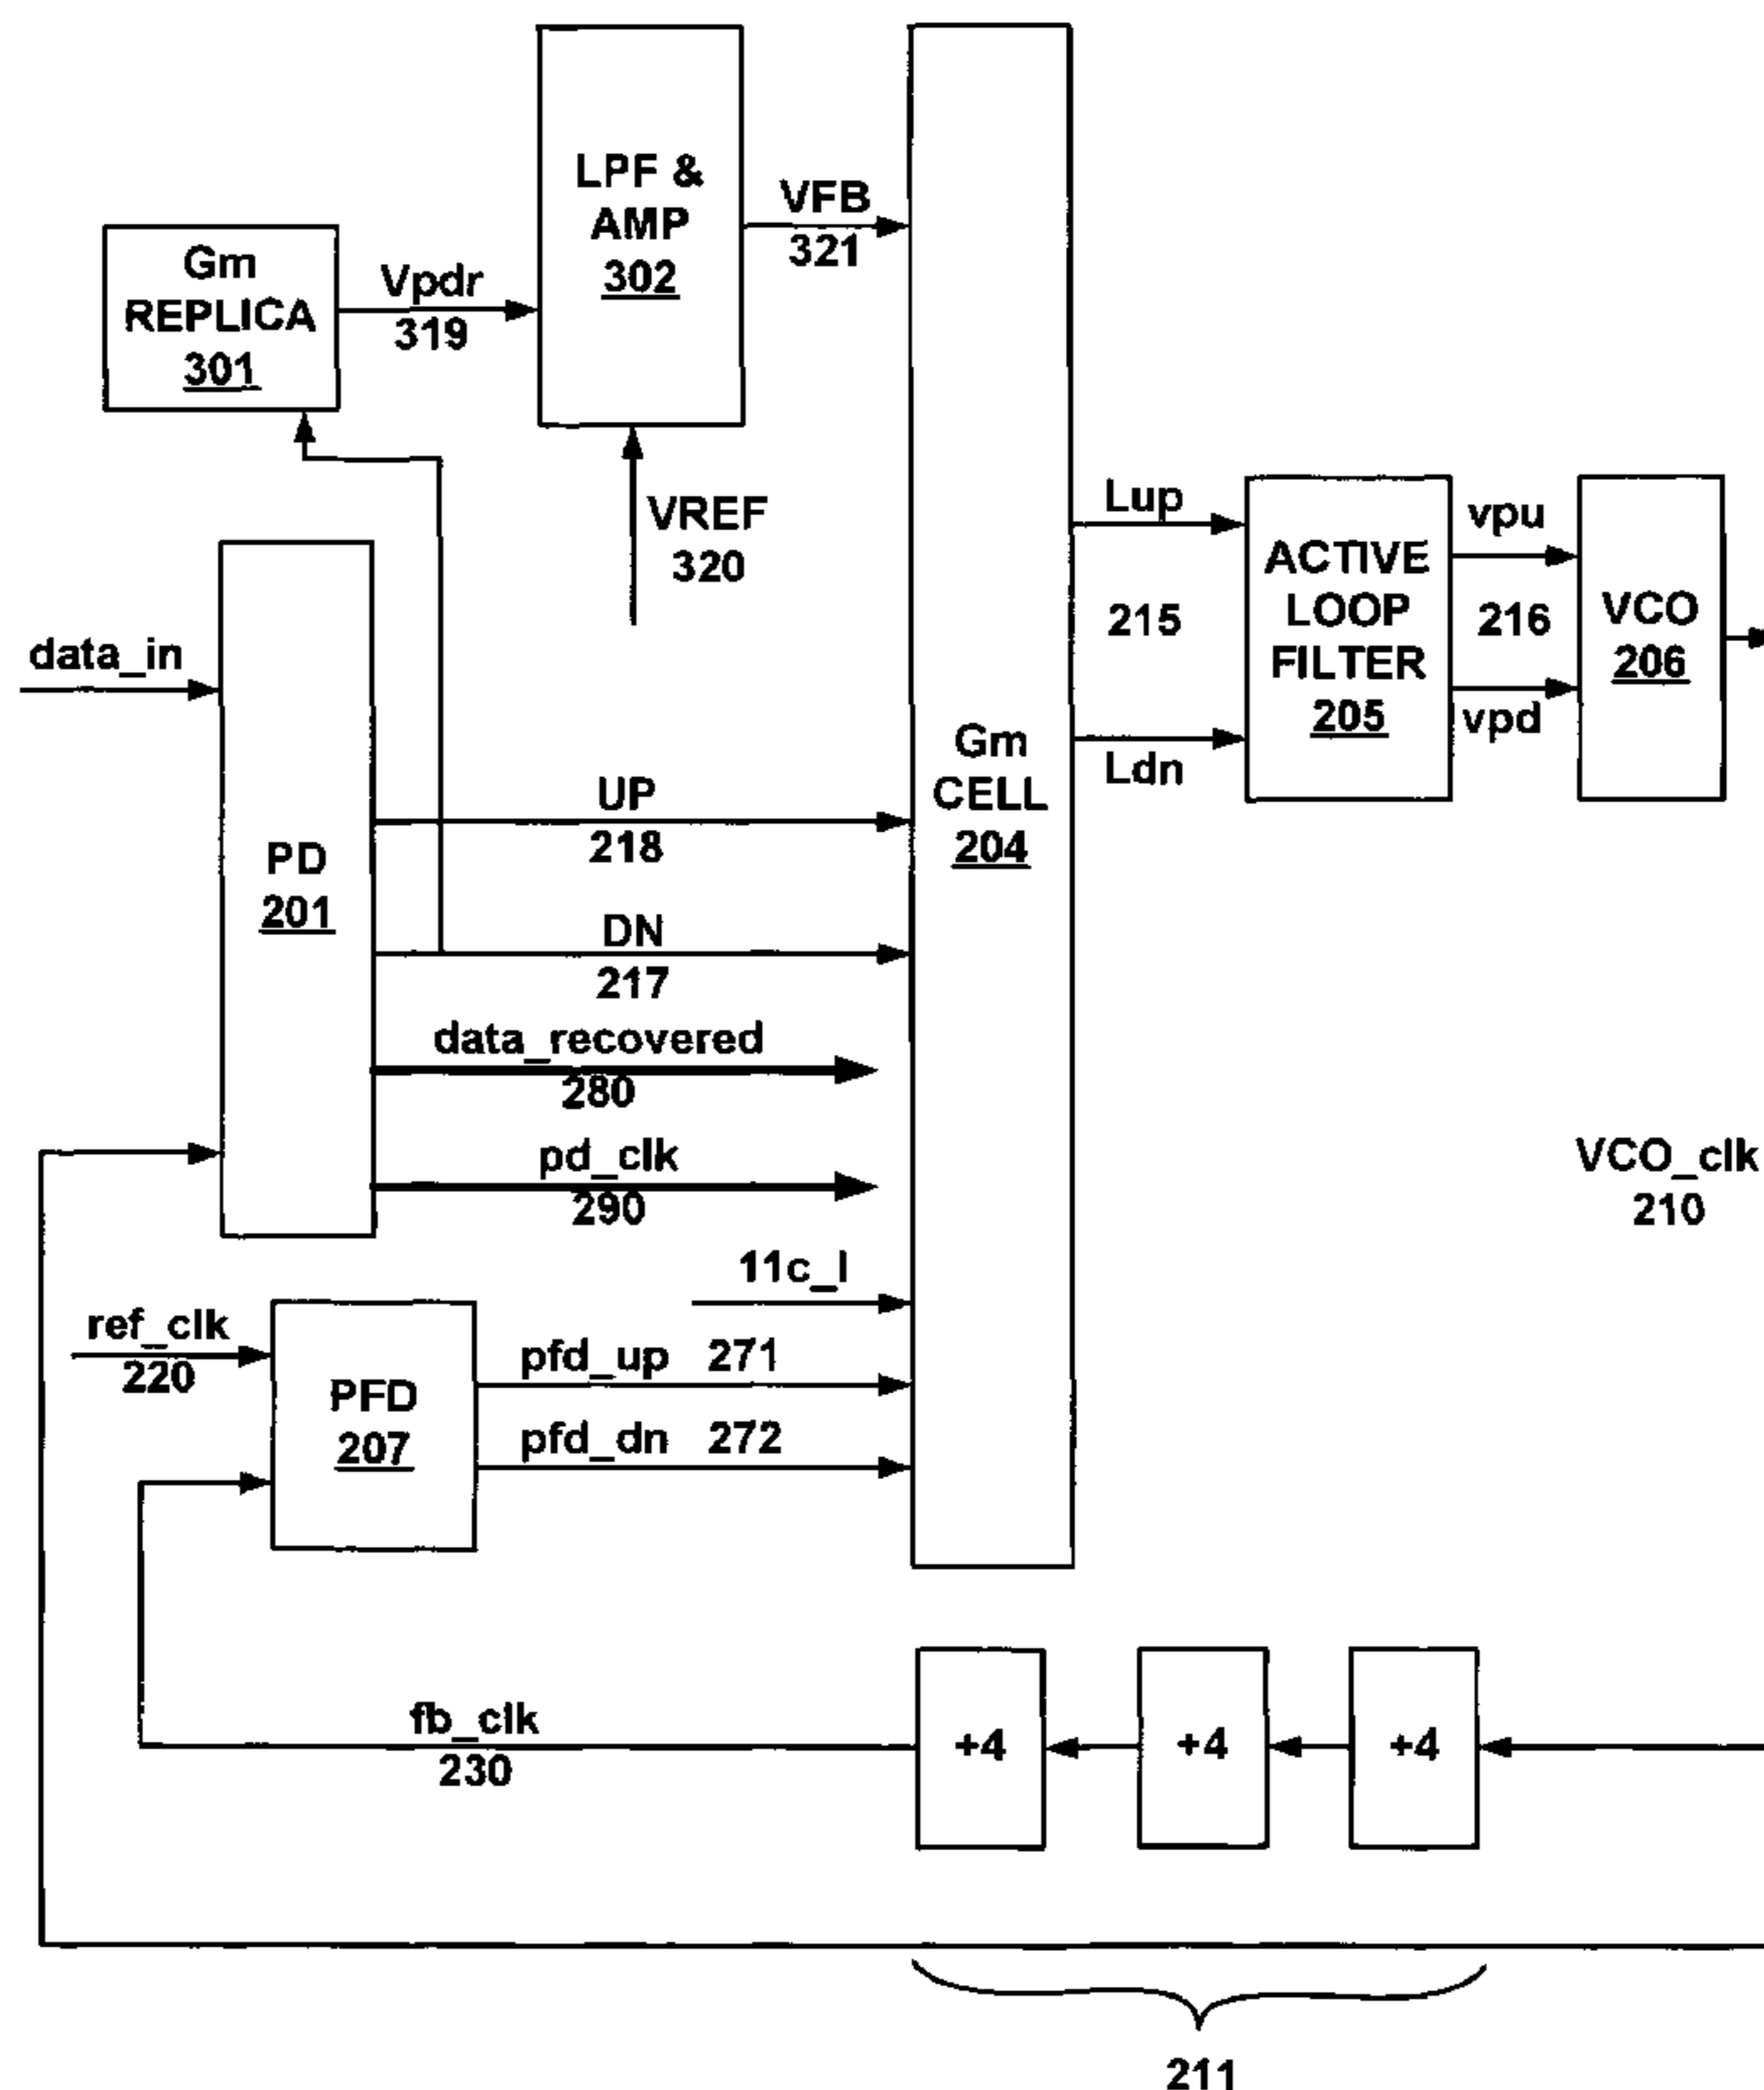 LPF &
AMP
302
VFB
321
Gm
REPLICA
301
Vpdr
319
VREF
320
data_in
PD
201
UP
218
DN
217
data_recovered
280
pd_clk
290
11c_l
ref_clk
220
PFD
207
pfd_up 271
pfd_dn 272
Gm
CELL
204
Lup
215
Ldn
ACTIVE
LOOP
FILTER
205
vpu
216
vpd
VCO
206
VCO_clk
210
fb_clk
230
+4
+4
+4
211